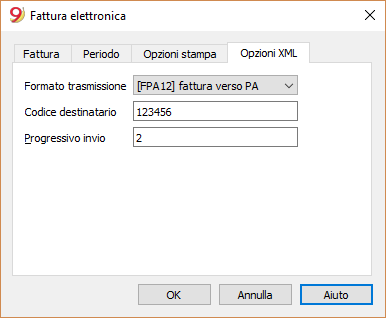 9 Fattura elettronica
Fattura Periodo Opzioni stampa Opzioni XML
Formato trasmissione [FPA12] fattura verso PA
Codice destinatario 123456
Progressivo invio 2
OK Annulla Aiuto